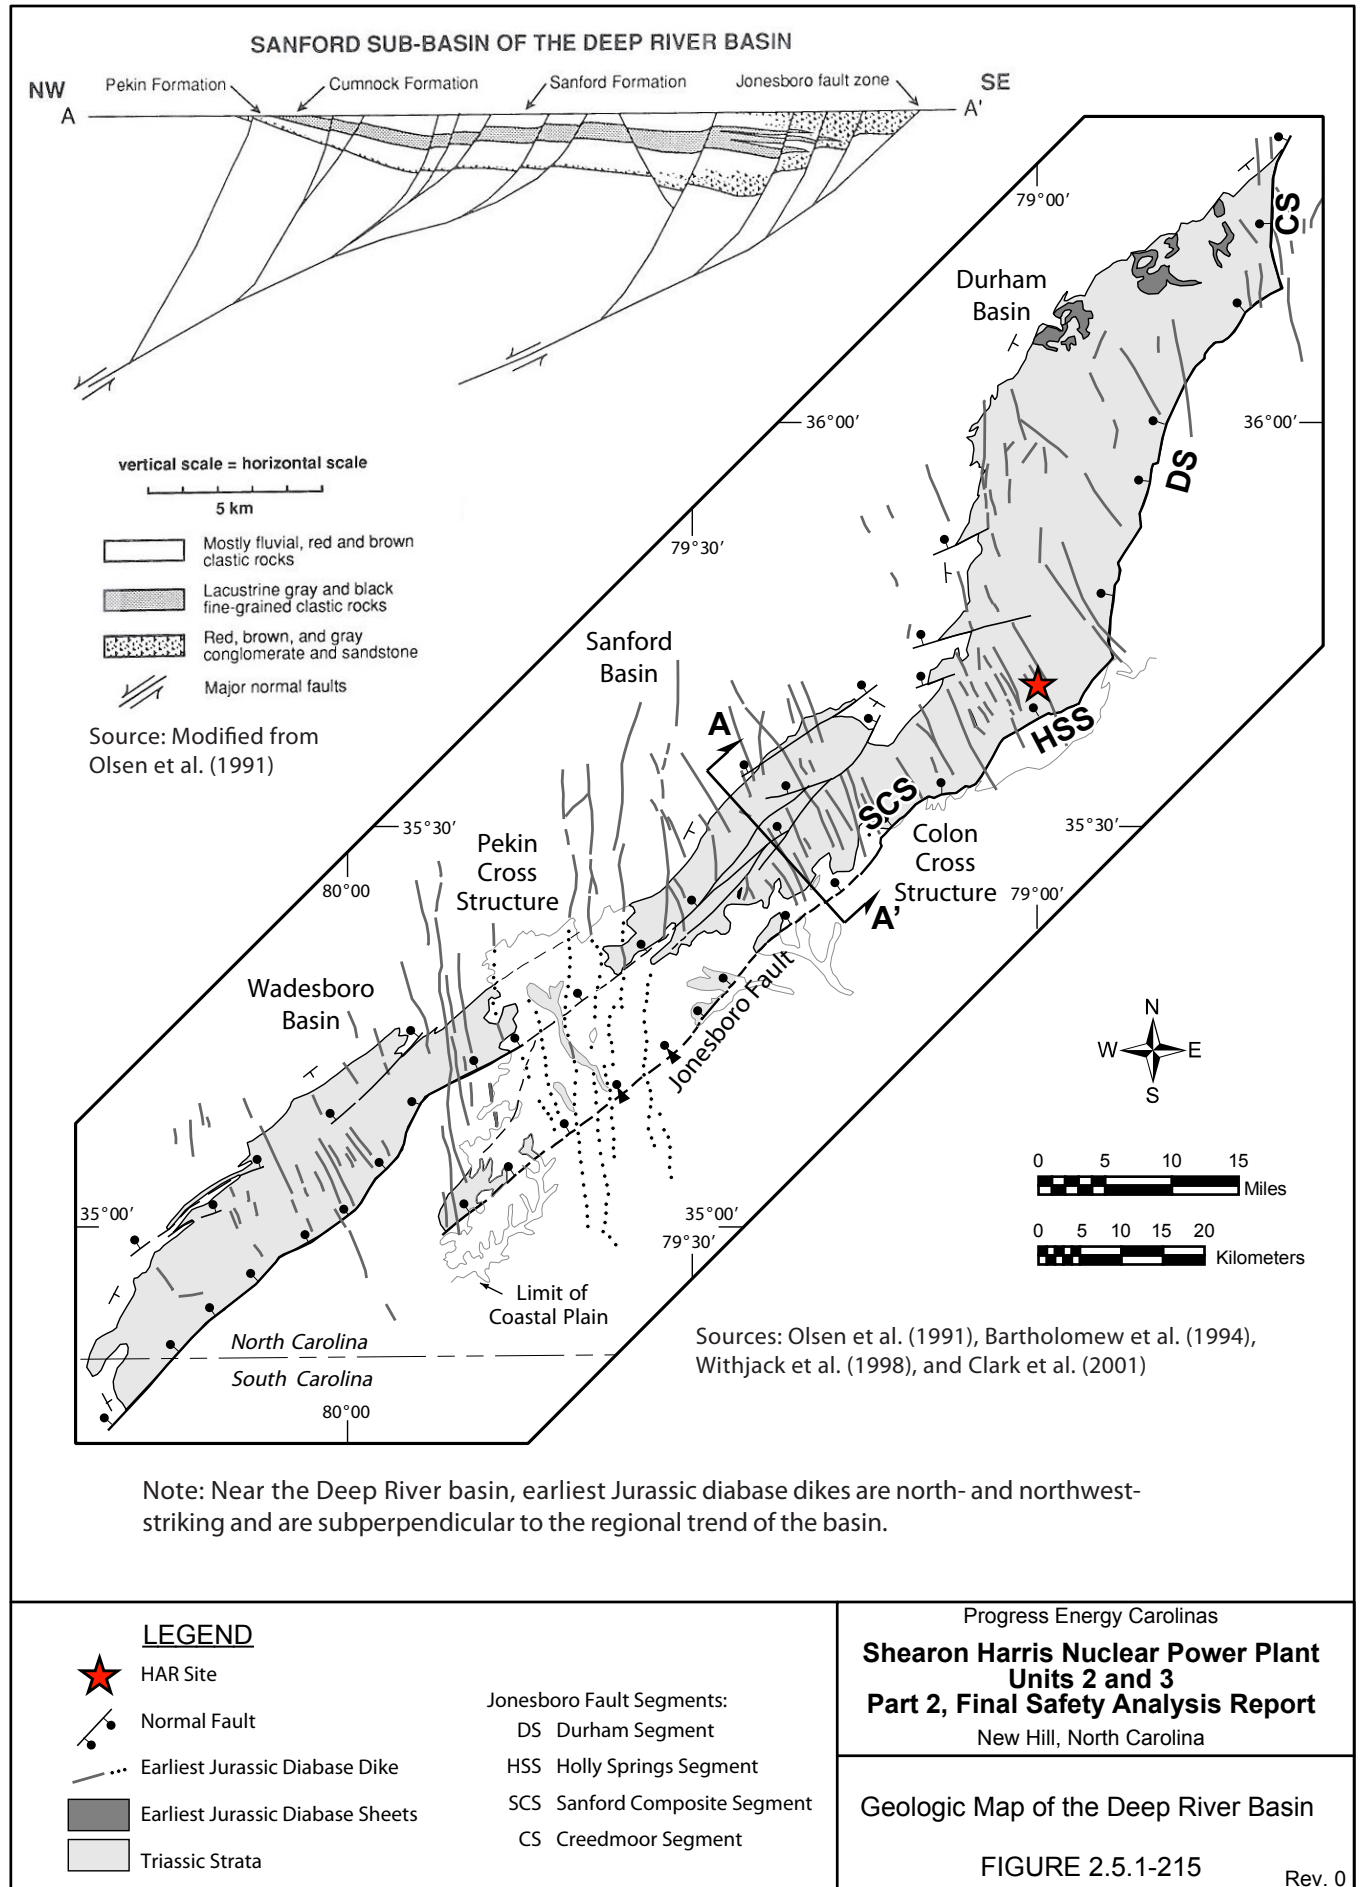 SANFORD SUB-BASIN OF THE DEEP RIVER BASIN
NW
SE
Pekin Formation
Cumnock Formation
Sanford Formation
Jonesboro fault zone
A
A'
vertical scale = horizontal scale
5 km
Mostly fluvial, red and brown
clastic rocks
Lacustrine gray and black
fine-grained clastic rocks
Red, brown, and gray
conglomerate and sandstone
Major normal faults
Source: Modified from
Olsen et al. (1991)
79°00'
CS
Durham
Basin
36°00'
36°00'
DS
79°30'
Sanford
Basin
A
HSS
SCS
35°30'
35°30'
Pekin
Cross
Structure
80°00
Colon
Cross
Structure
79°00'
A'
Wadesboro
Basin
Jonesboro Fault
N
W
E
S
0 5 10 15
Miles
0 5 10 15 20
Kilometers
35°00'
35°00'
79°30'
Limit of
Coastal Plain
North Carolina
South Carolina
80°00
Sources: Olsen et al. (1991), Bartholomew et al. (1994),
Withjack et al. (1998), and Clark et al. (2001)
Note: Near the Deep River basin, earliest Jurassic diabase dikes are north- and northwest-
striking and are subperpendicular to the regional trend of the basin.
LEGEND
HAR Site
Normal Fault
Earliest Jurassic Diabase Dike
Earliest Jurassic Diabase Sheets
Triassic Strata
Jonesboro Fault Segments:
DS Durham Segment
HSS Holly Springs Segment
SCS Sanford Composite Segment
CS Creedmoor Segment
Progress Energy Carolinas
Shearon Harris Nuclear Power Plant
Units 2 and 3
Part 2, Final Safety Analysis Report
New Hill, North Carolina
Geologic Map of the Deep River Basin
FIGURE 2.5.1-215
Rev. 0